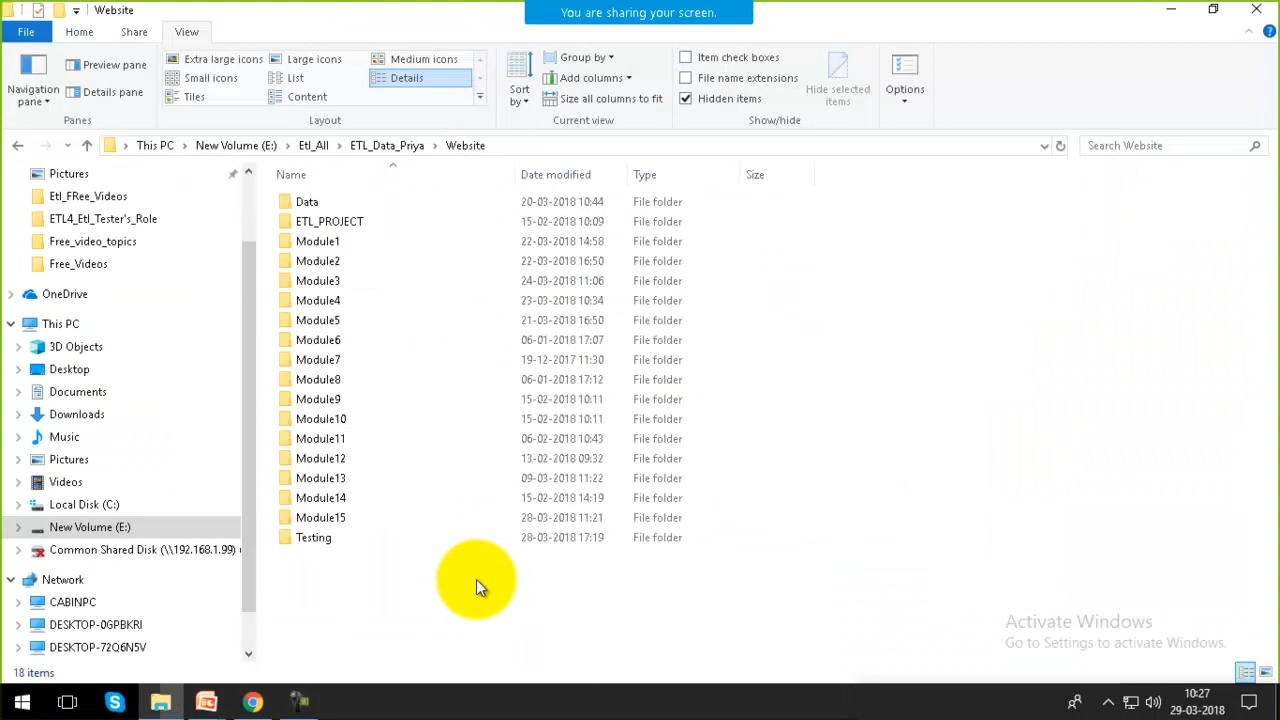 Website
You are sharing your screen.
File Home Share View
Navigation pane
Preview pane
Details pane
Panes
Extra large icons Large icons Medium icons
Small icons List Details
Tiles Content
Layout
Sort by
Group by
Add columns
Size all columns to fit
Current view
Item check boxes
File name extensions
Hidden items
Hide selected items
Show/hide
Options
This PC New Volume (E:) Etl_All ETL_Data_Priya Website
Search Website
Pictures
Etl_FRee_Videos
ETL4_Etl_Tester's_Role
Free_video_topics
Free_Videos
OneDrive
This PC
3D Objects
Desktop
Documents
Downloads
Music
Pictures
Videos
Local Disk (C:)
New Volume (E:)
Common Shared Disk (\\192.168.1.99)
Network
CABINPC
DESKTOP-0GPBKRI
DESKTOP-72Q6N5V
Name Date modified Type Size
Data 20-03-2018 10:44 File folder
ETL_PROJECT 15-02-2018 10:09 File folder
Module1 22-03-2018 14:58 File folder
Module2 22-03-2018 16:50 File folder
Module3 24-03-2018 11:06 File folder
Module4 23-03-2018 10:34 File folder
Module5 21-03-2018 16:50 File folder
Module6 06-01-2018 17:07 File folder
Module7 19-12-2017 11:30 File folder
Module8 06-01-2018 17:12 File folder
Module9 15-02-2018 10:11 File folder
Module10 15-02-2018 10:11 File folder
Module11 06-02-2018 10:43 File folder
Module12 13-02-2018 09:32 File folder
Module13 09-03-2018 11:22 File folder
Module14 15-02-2018 14:19 File folder
Module15 28-03-2018 11:21 File folder
Testing 28-03-2018 17:19 File folder
Activate Windows
Go to Settings to activate Windows.
18 items
10:27
29-03-2018